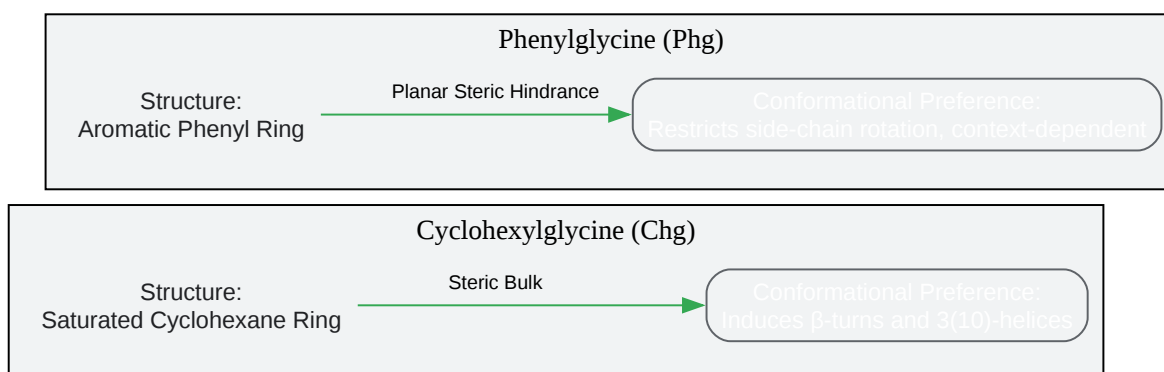 Phenylglycine (Phg)
Structure:
Aromatic Phenyl Ring
Planar Steric Hindrance
Conformational Preference:
Restricts side-chain rotation, context-dependent
Cyclohexylglycine (Chg)
Structure:
Saturated Cyclohexane Ring
Steric Bulk
Conformational Preference:
Induces β-turns and 3(10)-helices